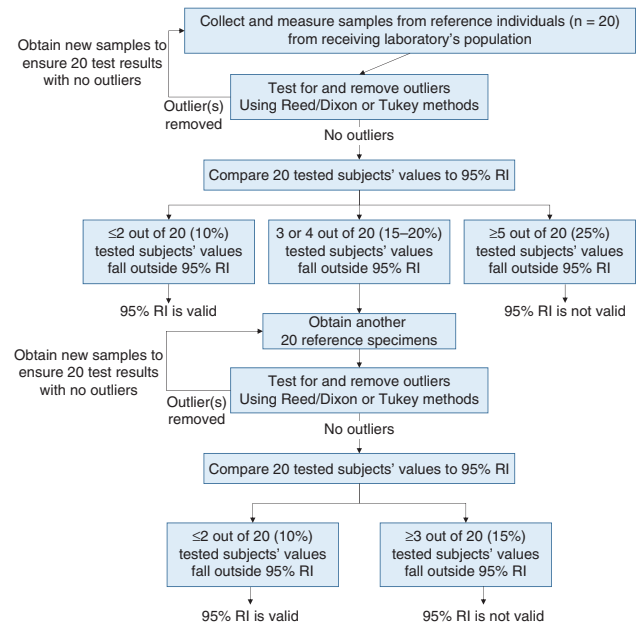 Collect and measure samples from reference individuals (n = 20)
from receiving laboratory's population
Obtain new samples to
ensure 20 test results
with no outliers
Test for and remove outliers
Using Reed/Dixon or Tukey methods
Outlier(s)
removed
No outliers
Compare 20 tested subjects' values to 95% RI
≤2 out of 20 (10%)
tested subjects' values
fall outside 95% RI
3 or 4 out of 20 (15–20%)
tested subjects' values
fall outside 95% RI
≥5 out of 20 (25%)
tested subjects' values
fall outside 95% RI
95% RI is valid
95% RI is not valid
Obtain another
20 reference specimens
Obtain new samples to
ensure 20 test results
with no outliers
Test for and remove outliers
Using Reed/Dixon or Tukey methods
Outlier(s)
removed
No outliers
Compare 20 tested subjects' values to 95% RI
≤2 out of 20 (10%)
tested subjects' values
fall outside 95% RI
≥3 out of 20 (15%)
tested subjects' values
fall outside 95% RI
95% RI is valid
95% RI is not valid